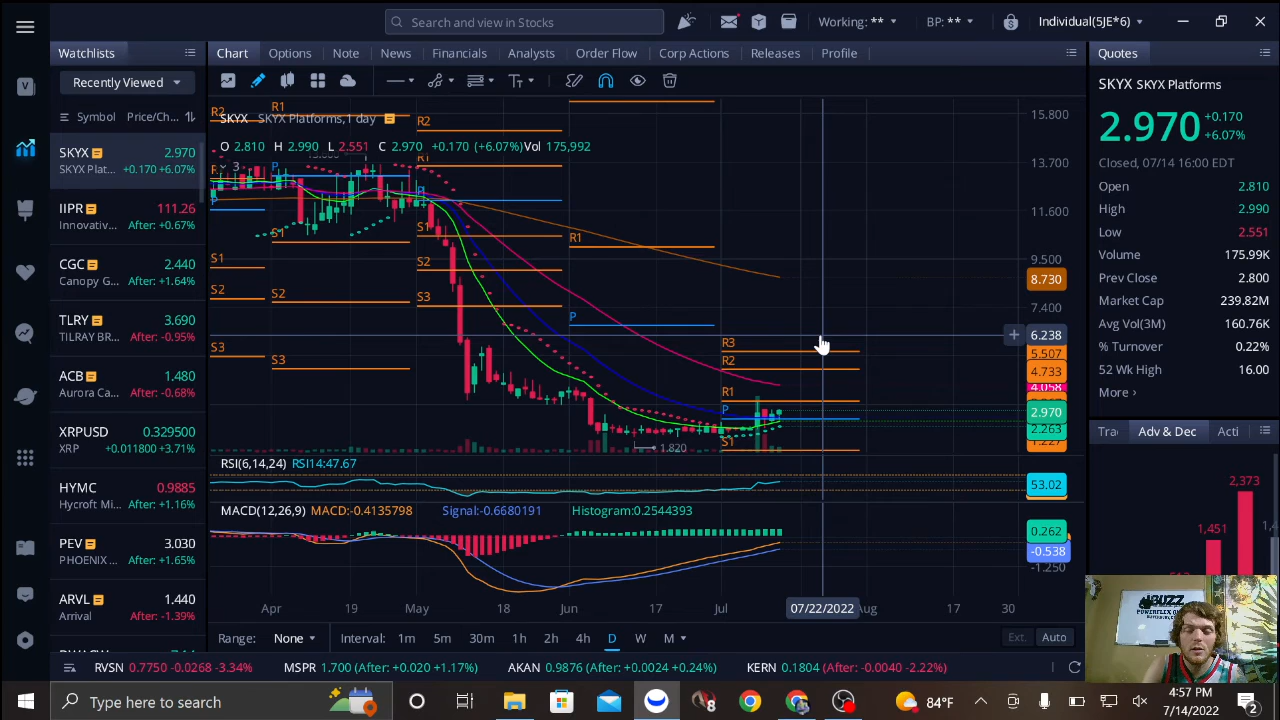 Search and view in Stocks
Working: **
BP: **
Individual(5JE*6)
Watchlists
Chart
Options
Note
News
Financials
Analysts
Order Flow
Corp Actions
Releases
Profile
Quotes
Recently Viewed
Symbol
Price/Ch...
SKYX
2.970
SKYX Plat...
+0.170 +6.07%
IIPR
111.26
Innovativ...
After: +0.67%
CGC
2.440
Canopy G...
After: +1.64%
TLRY
3.690
TILRAY BR...
After: -0.95%
ACB
1.480
Aurora Ca...
After: -0.68%
XRPUSD
0.329500
XRP
+0.011800 +3.71%
HYMC
0.9885
Hycroft Mi...
After: +1.16%
PEV
3.030
PHOENIX ...
After: +1.65%
ARVL
1.440
Arrival
After: -1.39%
SKYX SKYX Platforms, 1 day
O 2.810 H 2.990 L 2.551 C 2.970 +0.170 (+6.07%) Vol 175,992
3
R2
R1
P
S1
S2
S3
S1
S2
S3
R2
R1
P
S1
S2
S3
R1
P
R3
R2
R1
P
S1
1.820
15.800
13.700
11.600
9.500
8.730
7.400
6.238
5.507
4.733
4.058
2.970
2.263
1.227
RSI(6,14,24) RSI14:47.67
53.02
MACD(12,26,9) MACD:-0.4135798 Signal:-0.6680191 Histogram:0.2544393
0.262
-0.538
-1.250
Apr 19 May 18 Jun 17 Jul 07/22/2022 Aug 17 30
Range: None Interval: 1m 5m 30m 1h 2h 4h D W M
Ext. Auto
SKYX SKYX Platforms
2.970
+0.170
+6.07%
Closed, 07/14 16:00 EDT
Open 2.810
High 2.990
Low 2.551
Volume 175.99K
Prev Close 2.800
Market Cap 239.82M
Avg Vol(3M) 160.76K
% Turnover 0.22%
52 Wk High 16.00
More ›
Trac
Adv & Dec
Acti
2,373
1,451
RVSN 0.7750 -0.0268 -3.34%
MSPR 1.700 (After: +0.020 +1.17%)
AKAN 0.9876 (After: +0.0024 +0.24%)
KERN 0.1804 (After: -0.0040 -2.22%)
Type here to search
84°F
4:57 PM
7/14/2022
2